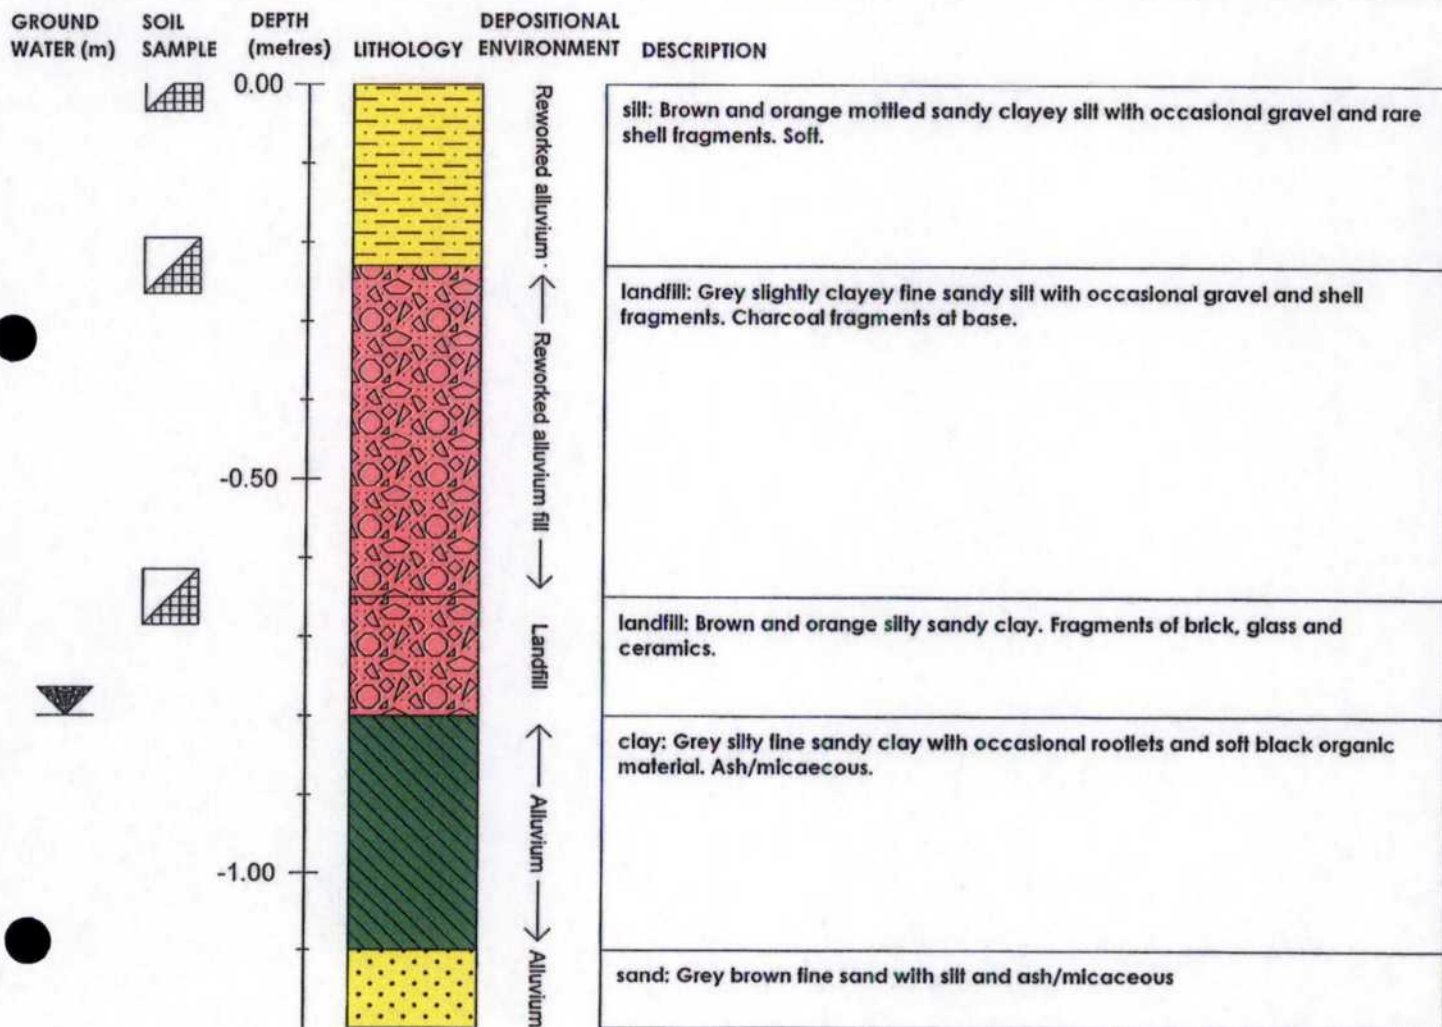 GROUND WATER (m)
SOIL SAMPLE
DEPTH (metres)
LITHOLOGY
DEPOSITIONAL ENVIRONMENT
DESCRIPTION
0.00
Reworked alluvium
silt: Brown and orange mottled sandy clayey silt with occasional gravel and rare
shell fragments. Soft.
Reworked alluvium fill
landfill: Grey slightly clayey fine sandy silt with occasional gravel and shell
fragments. Charcoal fragments at base.
-0.50
Landfill
landfill: Brown and orange silty sandy clay. Fragments of brick, glass and
ceramics.
Alluvium
clay: Grey silty fine sandy clay with occasional rootlets and soft black organic
material. Ash/micaecous.
-1.00
Alluvium
sand: Grey brown fine sand with silt and ash/micaceous